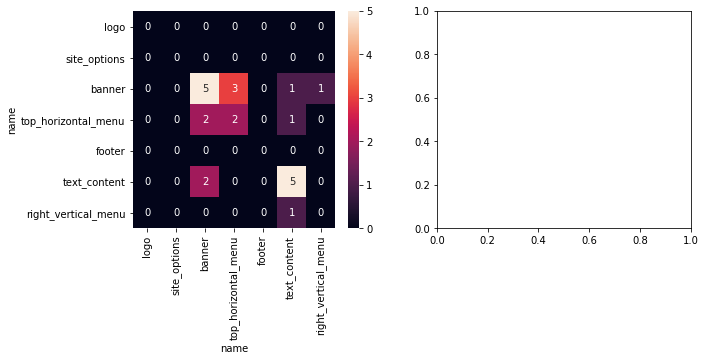 logo
site_options
banner
top_horizontal_menu
footer
text_content
right_vertical_menu
name
0 0 0 0 0 0 0
0 0 0 0 0 0 0
0 0 5 3 0 1 1
0 0 2 2 0 1 0
0 0 0 0 0 0 0
0 0 2 0 0 5 0
0 0 0 0 0 1 0
logo
site_options
banner
top_horizontal_menu
footer
text_content
right_vertical_menu
name
5
4
3
2
1
0
1.0
0.8
0.6
0.4
0.2
0.0
0.0 0.2 0.4 0.6 0.8 1.0